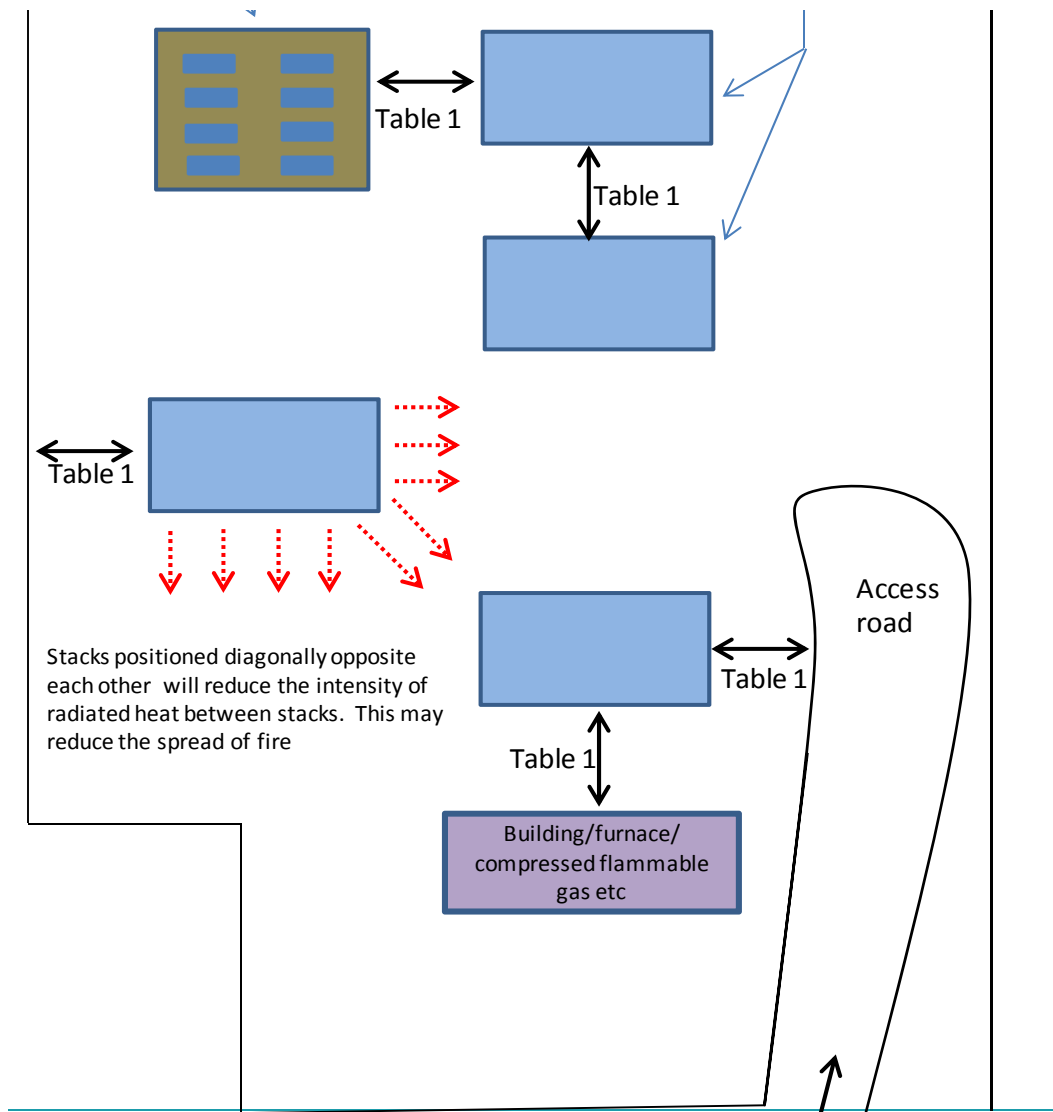 Table 1
Table 1
Table 1
Access
road
Stacks positioned diagonally opposite
each other will reduce the intensity of
radiated heat between stacks. This may
reduce the spread of fire
Table 1
Table 1
Building/furnace/
compressed flammable
gas etc